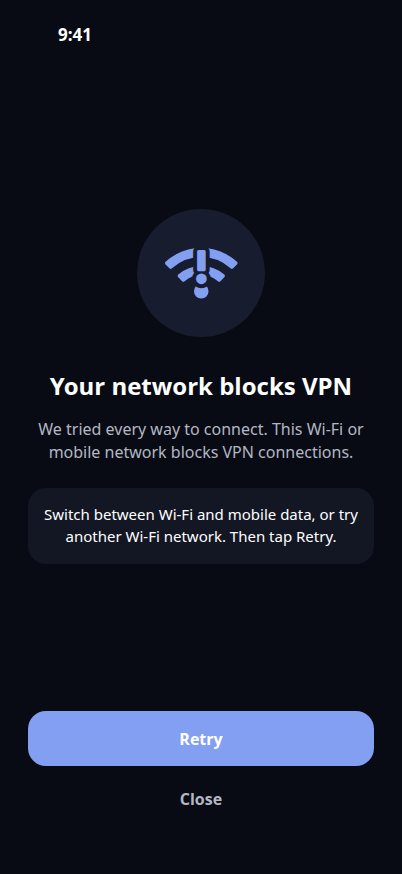 9:41
Your network blocks VPN
We tried every way to connect. This Wi-Fi or
mobile network blocks VPN connections.
Switch between Wi-Fi and mobile data, or try
another Wi-Fi network. Then tap Retry.
Retry
Close